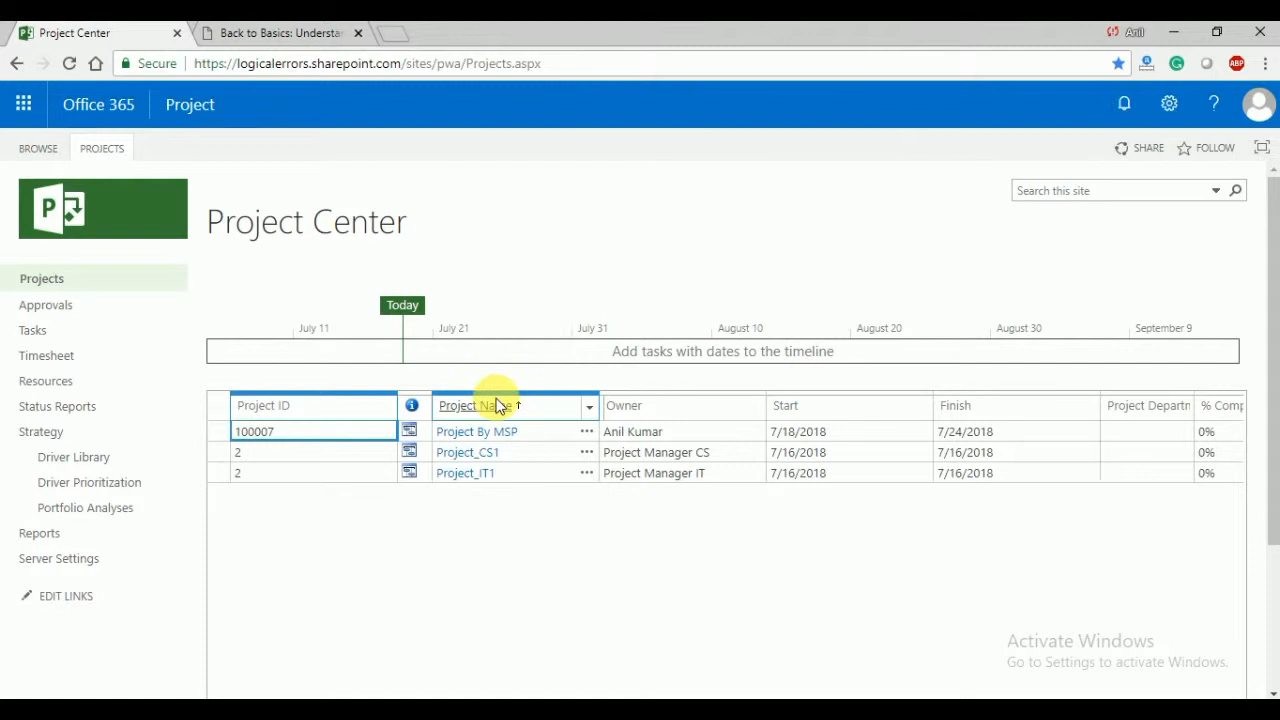 Project Center
Back to Basics: Understa
Anil
Secure
https://logicalerrors.sharepoint.com/sites/pwa/Projects.aspx
ABP
Office 365
Project
?
BROWSE
PROJECTS
SHARE
FOLLOW
P
Project Center
Search this site
Projects
Approvals
Tasks
Timesheet
Resources
Status Reports
Strategy
Driver Library
Driver Prioritization
Portfolio Analyses
Reports
Server Settings
EDIT LINKS
Today
July 11 July 21 July 31 August 10 August 20 August 30 September 9
Add tasks with dates to the timeline
Project ID Project Name ↑ Owner Start Finish Project Departn % Comp
100007 Project By MSP ••• Anil Kumar 7/18/2018 7/24/2018 0%
2 Project_CS1 ••• Project Manager CS 7/16/2018 7/16/2018 0%
2 Project_IT1 ••• Project Manager IT 7/16/2018 7/16/2018 0%
Activate Windows
Go to Settings to activate Windows.